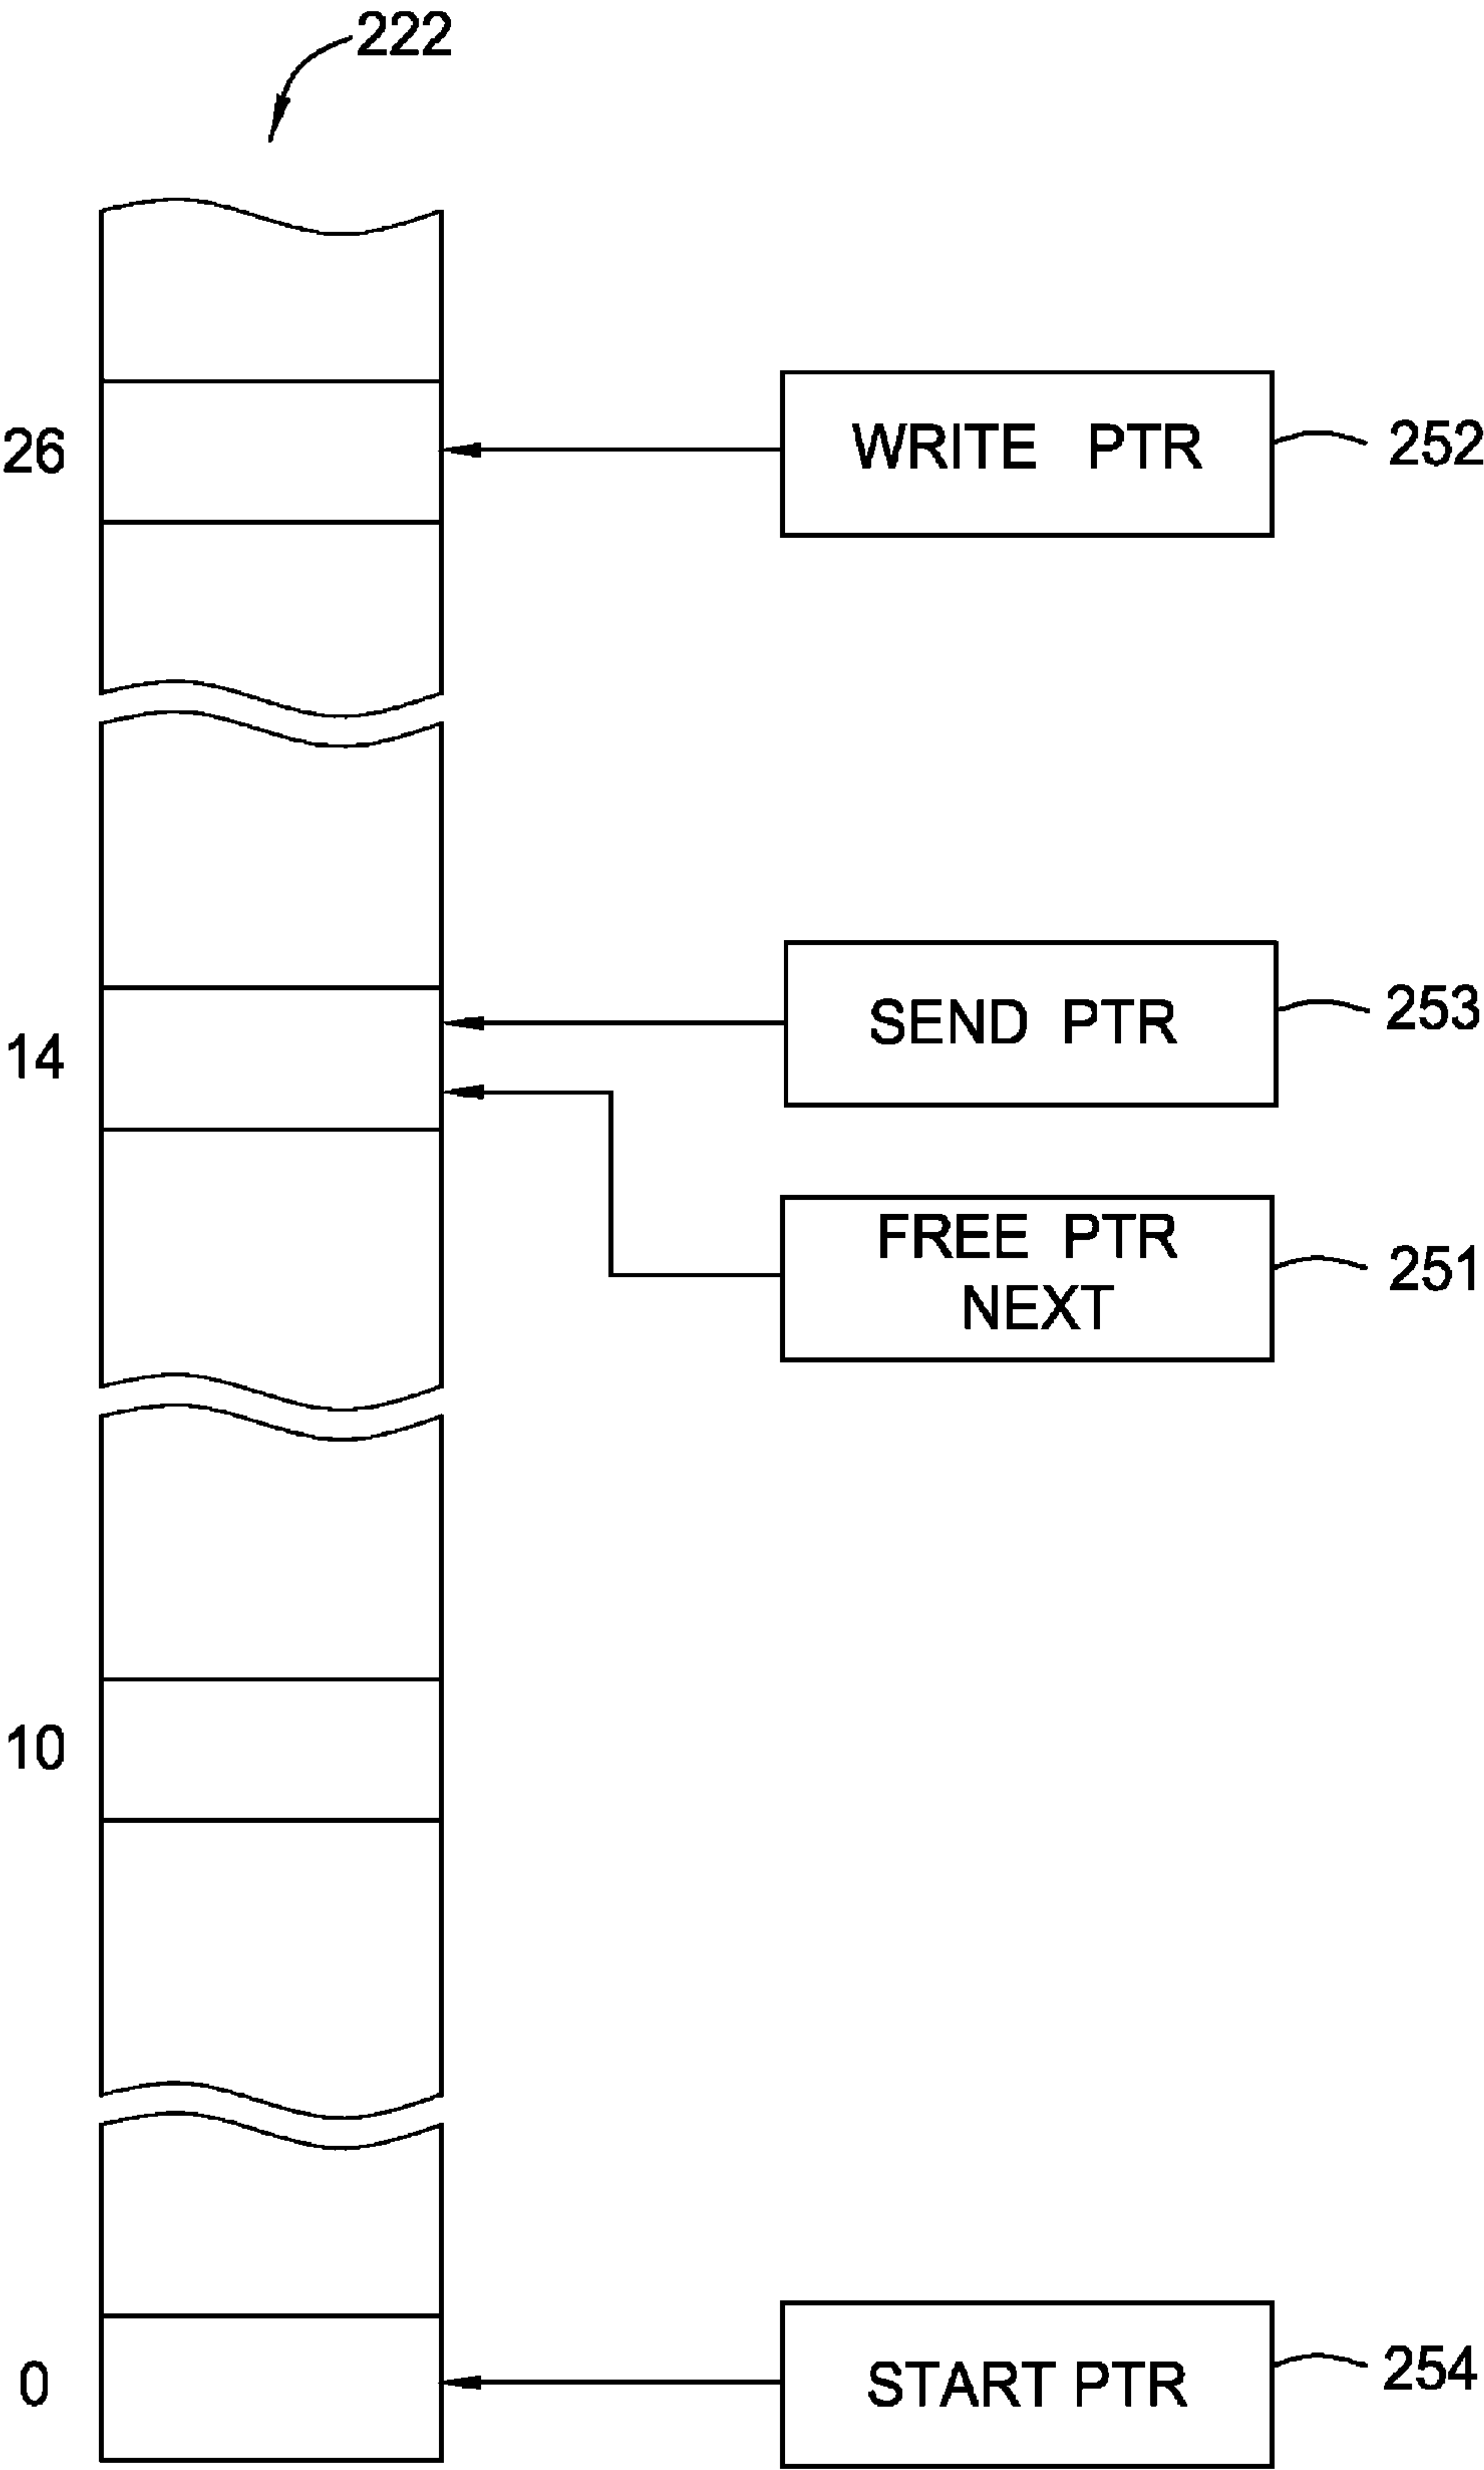 222
26
WRITE PTR
252
SEND PTR
253
14
FREE PTR
NEXT
251
10
0
START PTR
254